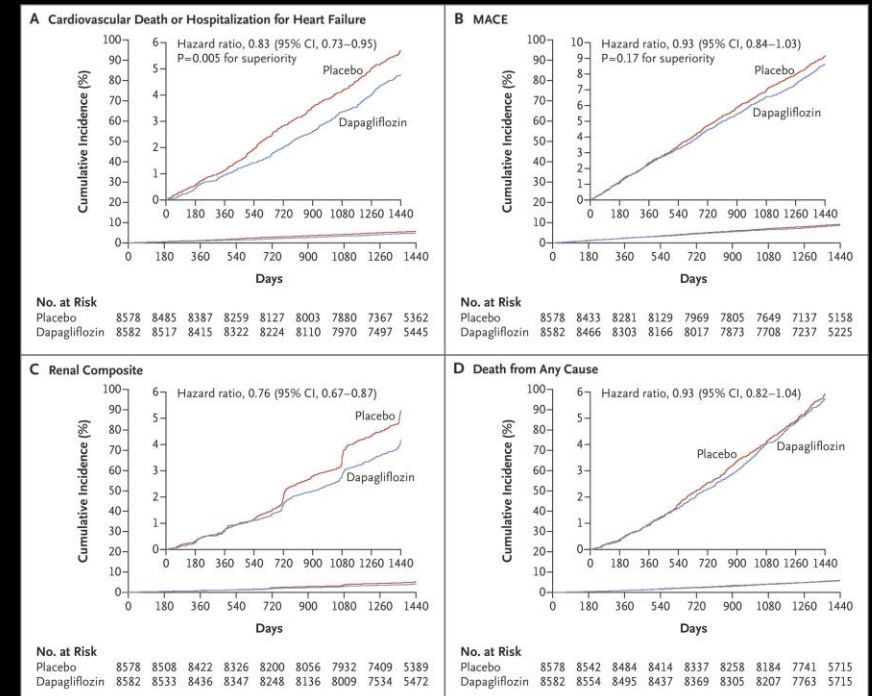 A Cardiovascular Death or Hospitalization for Heart Failure
Cumulative Incidence (%)
100
90
80
70
60
50
40
30
20
10
0
6
5
4
3
2
1
0
Hazard ratio, 0.83 (95% CI, 0.73–0.95)
P=0.005 for superiority
Placebo
Dapagliflozin
0 180 360 540 720 900 1080 1260 1440
0 180 360 540 720 900 1080 1260 1440
Days
No. at Risk
Placebo 8578 8485 8387 8259 8127 8003 7880 7367 5362
Dapagliflozin 8582 8517 8415 8322 8224 8110 7970 7497 5445
B MACE
Cumulative Incidence (%)
100
90
80
70
60
50
40
30
20
10
0
10
9
8
7
6
5
4
3
2
1
0
Hazard ratio, 0.93 (95% CI, 0.84–1.03)
P=0.17 for superiority
Placebo
Dapagliflozin
0 180 360 540 720 900 1080 1260 1440
0 180 360 540 720 900 1080 1260 1440
Days
No. at Risk
Placebo 8578 8433 8281 8129 7969 7805 7649 7137 5158
Dapagliflozin 8582 8466 8303 8166 8017 7873 7708 7237 5225
C Renal Composite
Cumulative Incidence (%)
100
90
80
70
60
50
40
30
20
10
0
6
5
4
3
2
1
0
Hazard ratio, 0.76 (95% CI, 0.67–0.87)
Placebo
Dapagliflozin
0 180 360 540 720 900 1080 1260 1440
0 180 360 540 720 900 1080 1260 1440
Days
No. at Risk
Placebo 8578 8508 8422 8326 8200 8056 7932 7409 5389
Dapagliflozin 8582 8533 8436 8347 8248 8136 8009 7534 5472
D Death from Any Cause
Cumulative Incidence (%)
100
90
80
70
60
50
40
30
20
10
0
6
5
4
3
2
1
0
Hazard ratio, 0.93 (95% CI, 0.82–1.04)
Placebo
Dapagliflozin
0 180 360 540 720 900 1080 1260 1440
0 180 360 540 720 900 1080 1260 1440
Days
No. at Risk
Placebo 8578 8542 8484 8414 8337 8258 8184 7741 5715
Dapagliflozin 8582 8554 8495 8437 8369 8305 8207 7763 5715